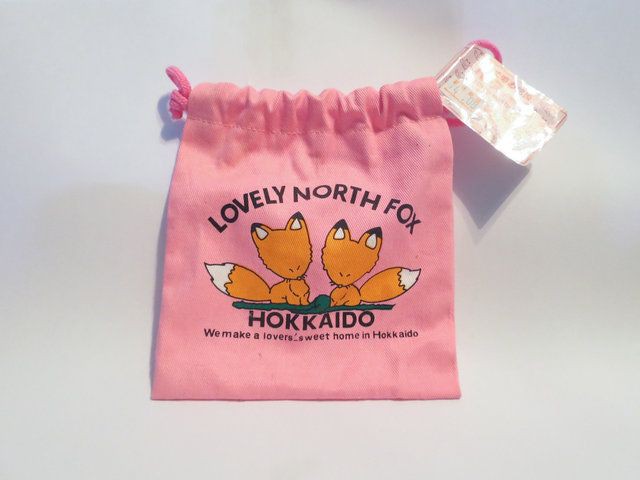 LOVELY NORTH FOX
HOKKAIDO
We make a lovers' sweet home in Hokkaido